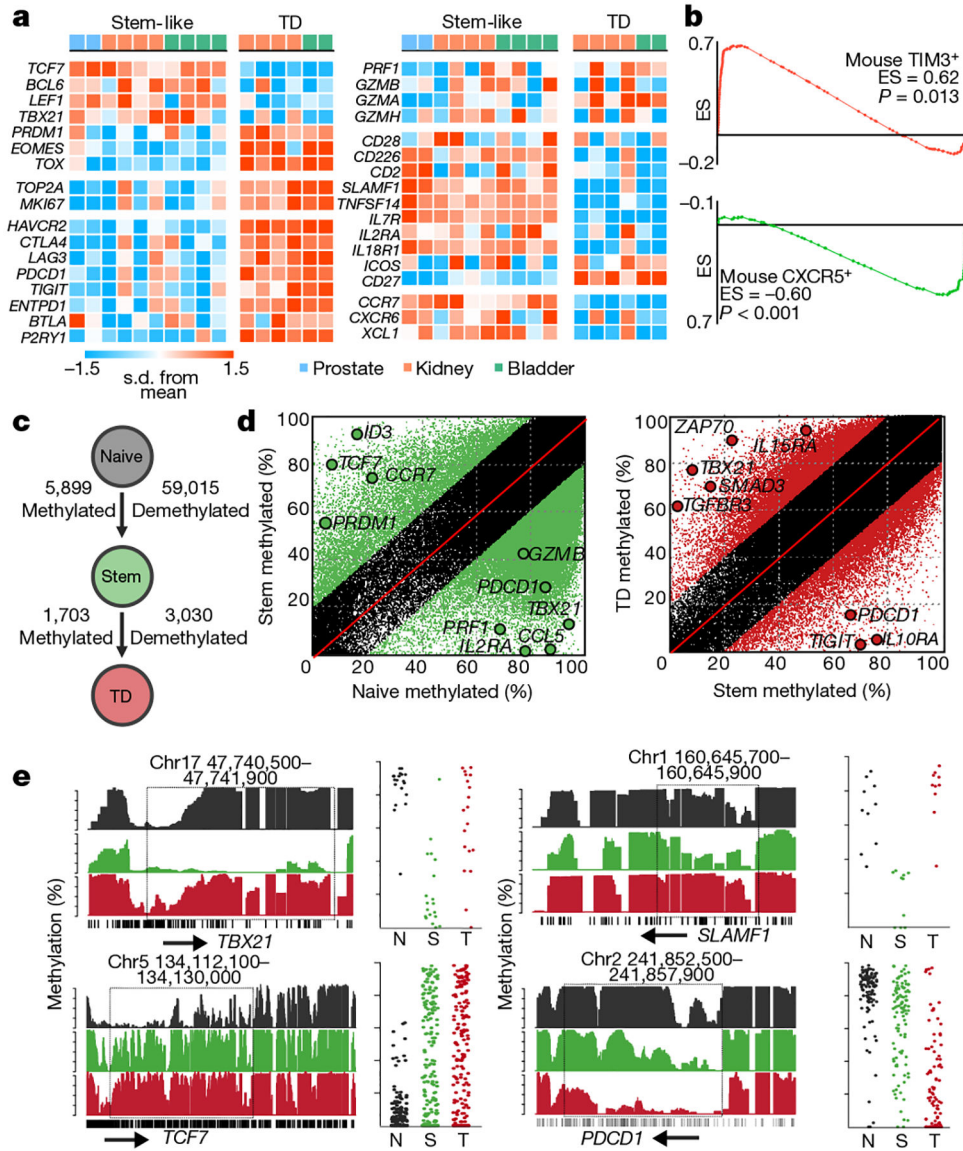 a
Stem-like TD
TCF7
BCL6
LEF1
TBX21
PRDM1
EOMES
TOX
TOP2A
MKI67
HAVCR2
CTLA4
LAG3
PDCD1
TIGIT
ENTPD1
BTLA
P2RY1
Stem-like TD
PRF1
GZMB
GZMA
GZMH
CD28
CD226
CD2
SLAMF1
TNFSF14
IL7R
IL2RA
IL18R1
ICOS
CD27
CCR7
CXCR6
XCL1
−1.5 1.5
s.d. from
mean
Prostate Kidney Bladder
b
0.7
ES
−0.2
Mouse TIM3+
ES = 0.62
P = 0.013
−0.1
ES
0.7
Mouse CXCR5+
ES = −0.60
P < 0.001
c
Naive
5,899 59,015
Methylated Demethylated
Stem
1,703 3,030
Methylated Demethylated
TD
d
100
80
60
40
20
Stem methylated (%)
ID3
TCF7
CCR7
PRDM1
GZMB
PDCD1
TBX21
PRF1
CCL5
IL2RA
0 20 40 60 80 100
Naive methylated (%)
100
80
60
40
20
TD methylated (%)
ZAP70
IL15RA
TBX21
SMAD3
TGFBR3
PDCD1
TIGIT
IL10RA
0 20 40 60 80 100
Stem methylated (%)
e
Methylation (%)
Chr17 47,740,500–
47,741,900
TBX21
N S T
Chr5 134,112,100–
134,130,000
TCF7
N S T
Methylation (%)
Chr1 160,645,700–
160,645,900
SLAMF1
N S T
Chr2 241,852,500–
241,857,900
PDCD1
N S T